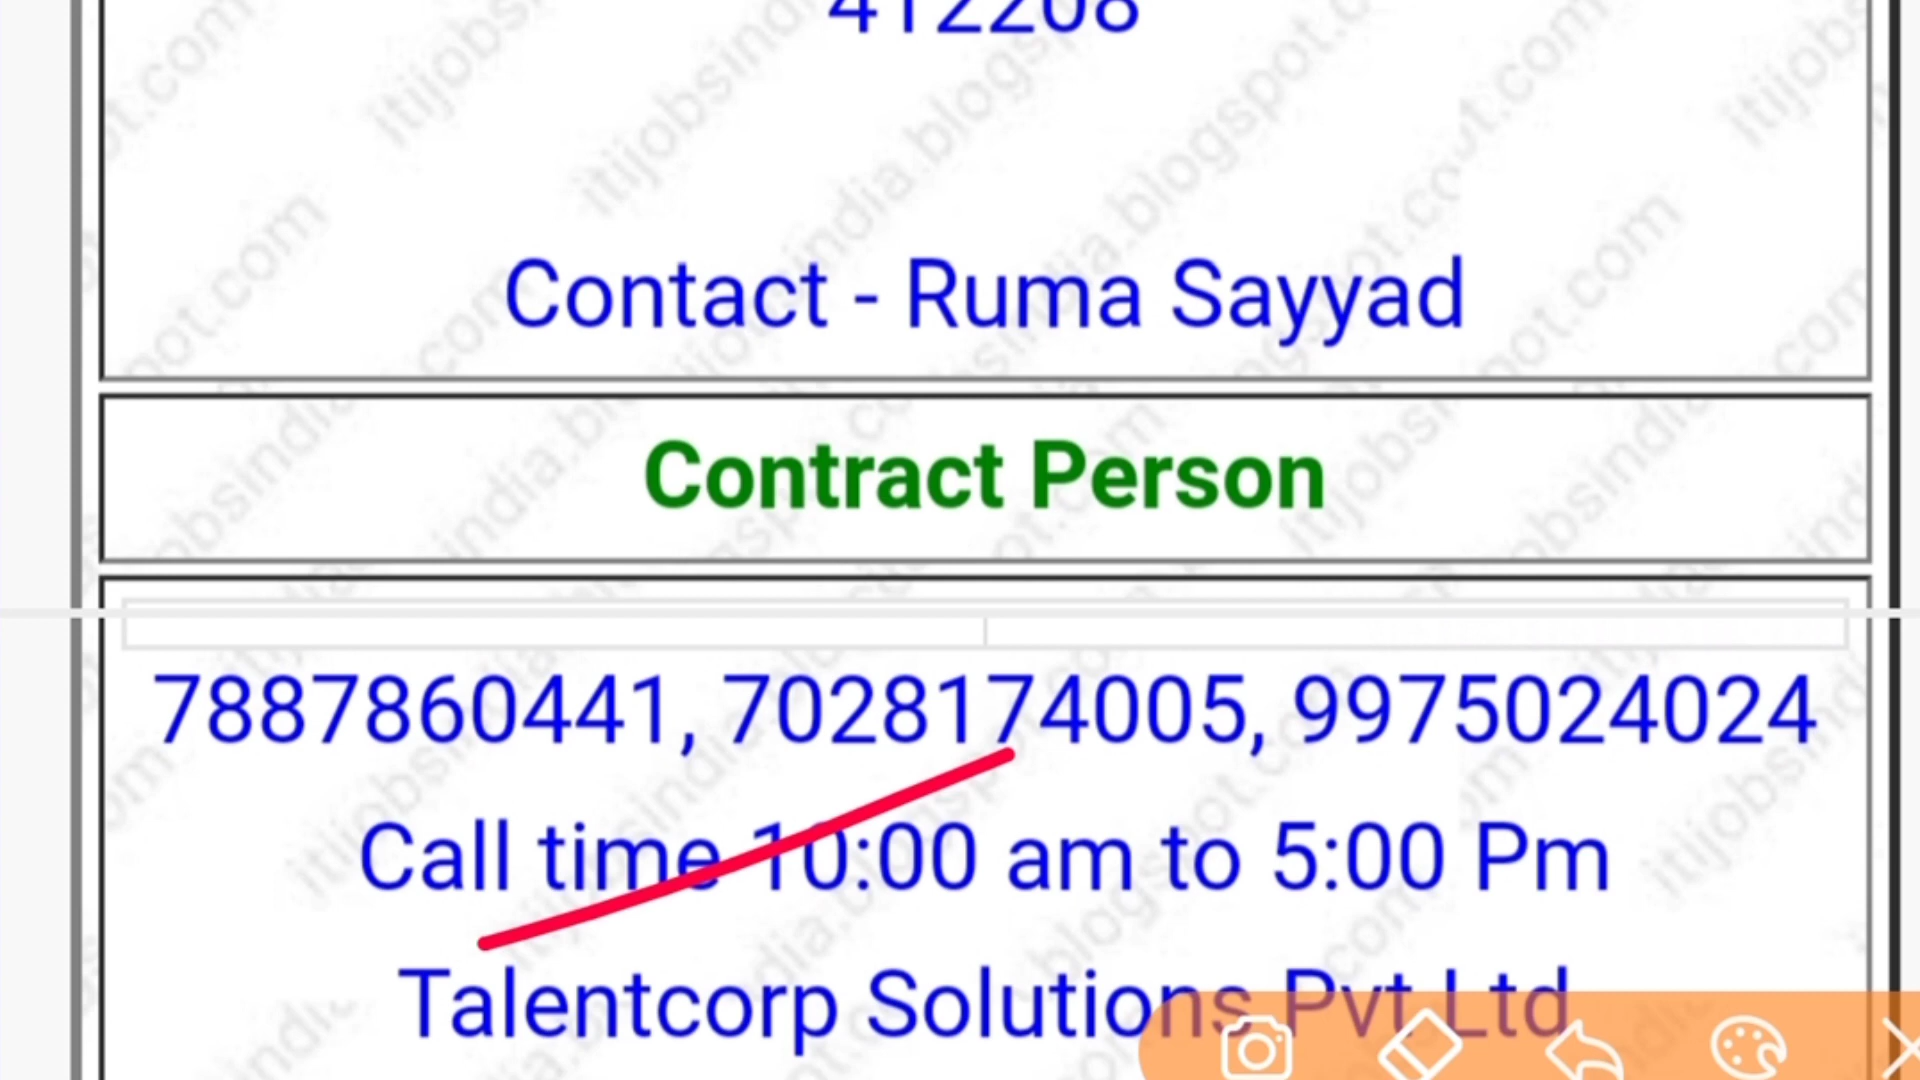 412208
Contact - Ruma Sayyad
Contract Person
7887860441, 7028174005, 9975024024
Call time 10:00 am to 5:00 Pm
Talentcorp Solutions Pvt Ltd